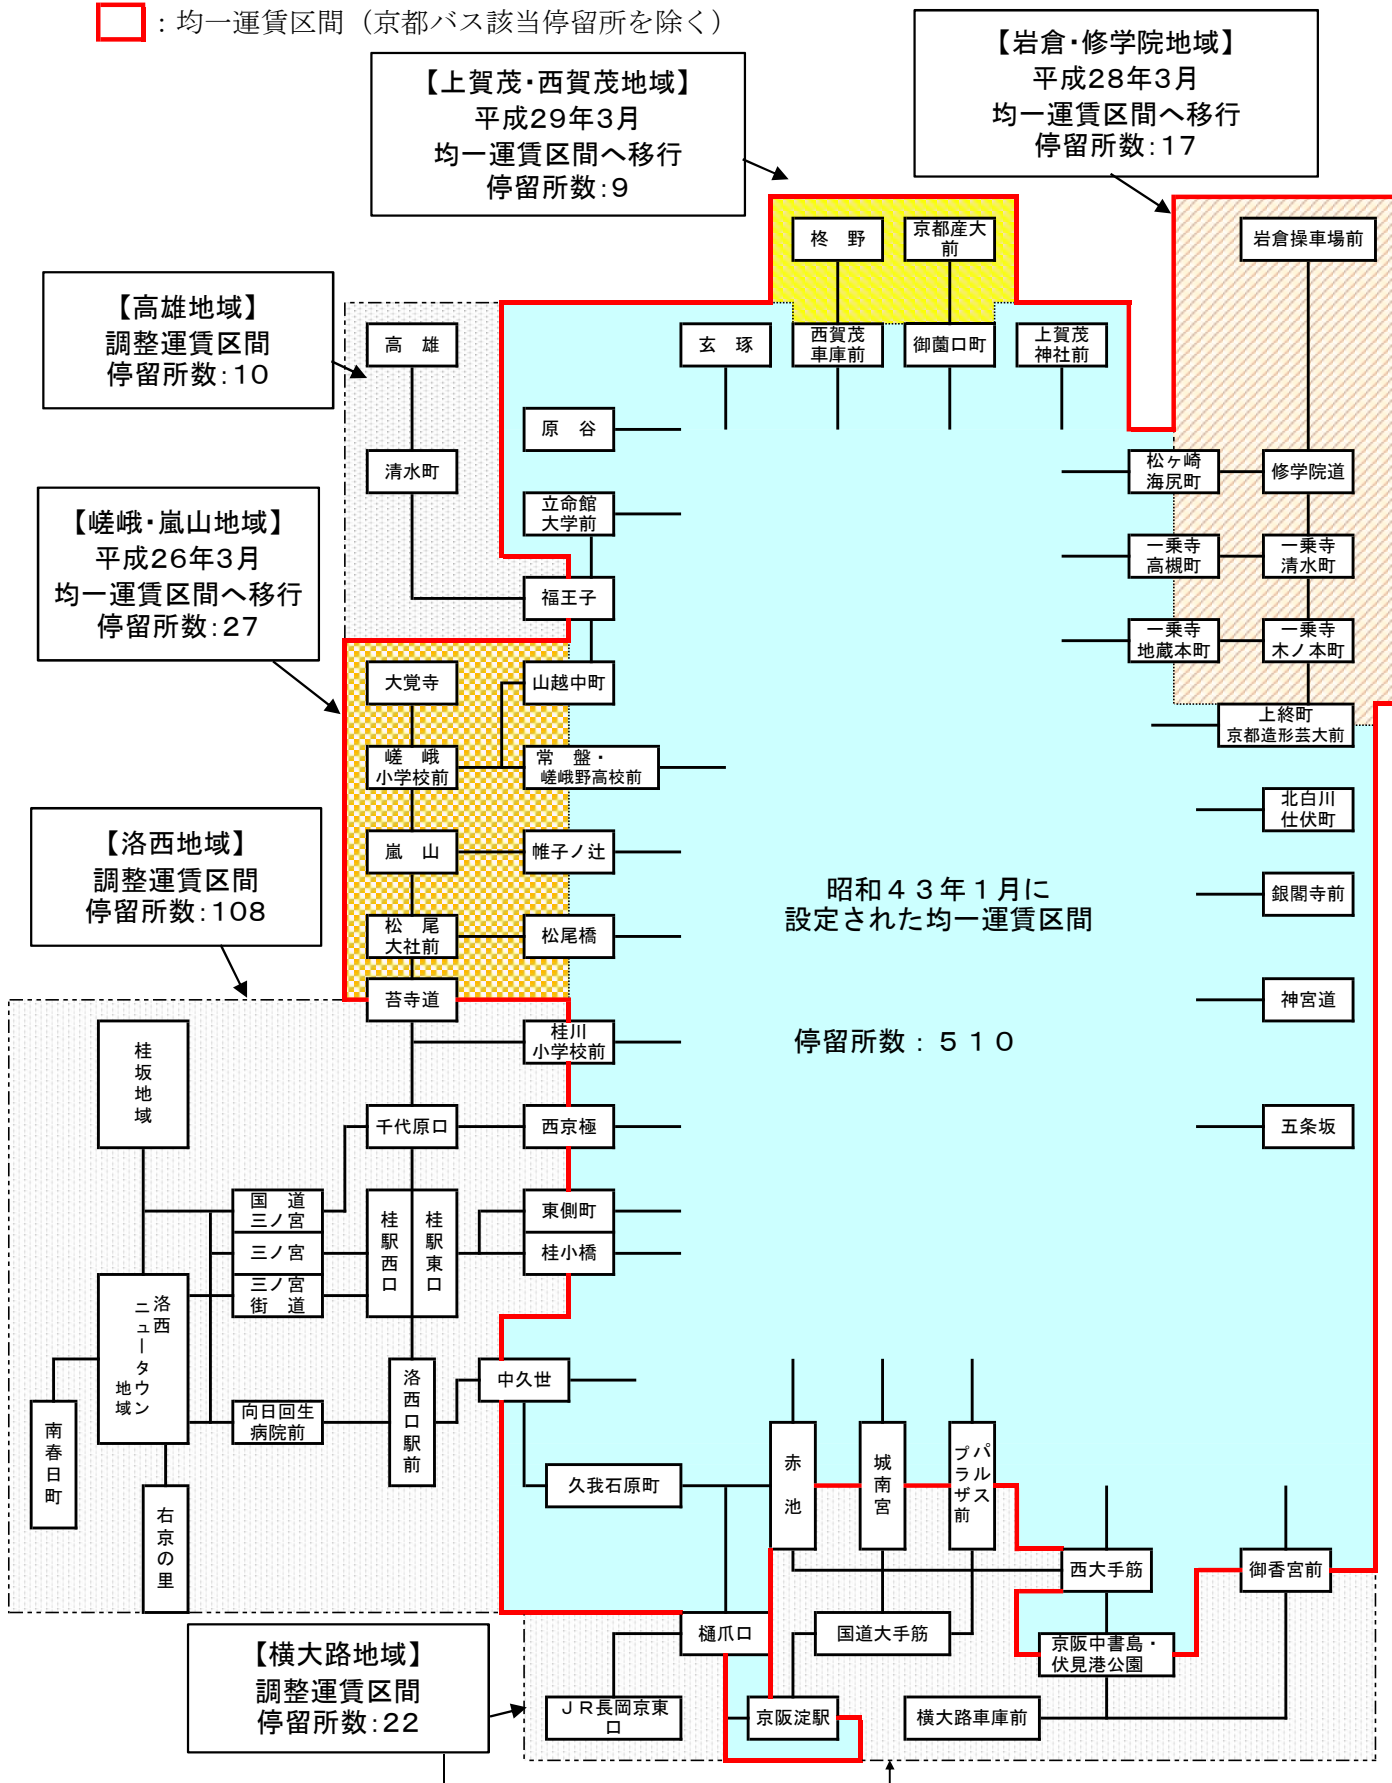 ：均一運賃区間（京都バス該当停留所を除く）
【岩倉・修学院地域】
平成28年3月
均一運賃区間へ移行
停留所数：17
【上賀茂・西賀茂地域】
平成29年3月
均一運賃区間へ移行
停留所数：9
柊　野
京都産大
前
岩倉操車場前
【高雄地域】
調整運賃区間
停留所数：10
高　雄
玄　琢
西賀茂
車庫前
御薗口町
上賀茂
神社前
原　谷
清水町
松ヶ崎
海尻町
修学院道
立命館
大学前
【嵯峨・嵐山地域】
平成26年3月
均一運賃区間へ移行
停留所数：27
一乗寺
高槻町
一乗寺
清水町
福王子
一乗寺
地蔵本町
一乗寺
木ノ本町
大覚寺
山越中町
上終町
京都造形芸大前
嵯　峨
小学校前
常　盤・
嵯峨野高校前
北白川
仕伏町
【洛西地域】
調整運賃区間
停留所数：108
嵐　山
帷子ノ辻
昭和４３年１月に
設定された均一運賃区間
銀閣寺前
松　尾
大社前
松尾橋
苔寺道
神宮道
桂川
小学校前
停留所数：５１０
桂坂地域
千代原口
西京極
五条坂
国　道
三ノ宮
桂駅西口
桂駅東口
東側町
三ノ宮
桂小橋
三ノ宮
街　道
洛西
ニュータウン
地域
洛西口駅前
中久世
南春日町
向日回生
病院前
右京の里
久我石原町
赤　池
城南宮
パルス
プラザ前
西大手筋
御香宮前
樋爪口
国道大手筋
京阪中書島・
伏見港公園
【横大路地域】
調整運賃区間
停留所数：22
ＪＲ長岡京東
口
京阪淀駅
横大路車庫前